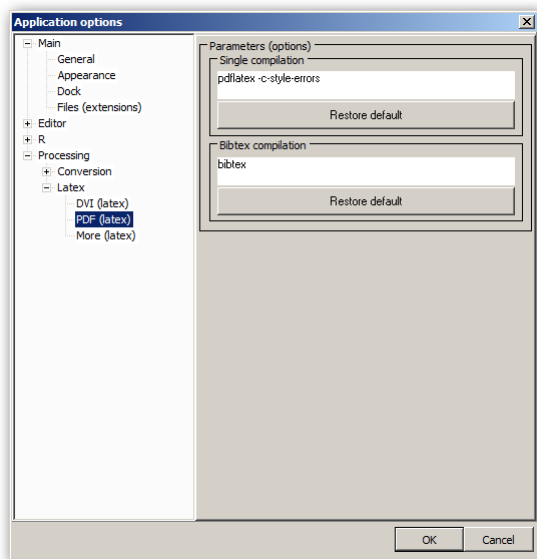 Application options
Main
General
Appearance
Dock
Files (extensions)
Editor
R
Processing
Conversion
Latex
DVI (latex)
PDF (latex)
More (latex)
Parameters (options)
Single compilation
pdflatex -c-style-errors
Restore default
Bibtex compilation
bibtex
Restore default
OK
Cancel